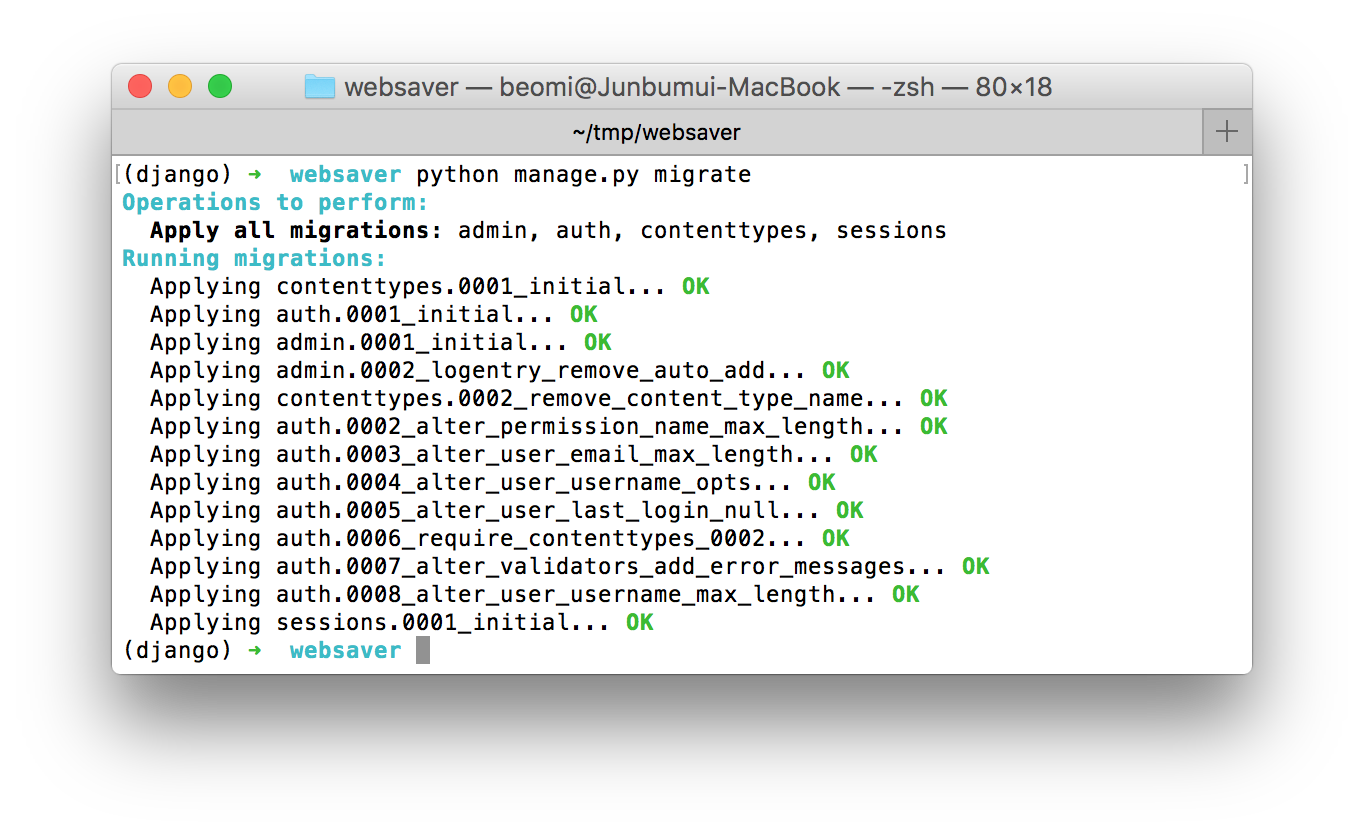 websaver — beomi@Junbumui-MacBook — -zsh — 80×18
~/tmp/websaver
[(django) ➜  websaver python manage.py migrate ]
Operations to perform:
  Apply all migrations: admin, auth, contenttypes, sessions
Running migrations:
  Applying contenttypes.0001_initial... OK
  Applying auth.0001_initial... OK
  Applying admin.0001_initial... OK
  Applying admin.0002_logentry_remove_auto_add... OK
  Applying contenttypes.0002_remove_content_type_name... OK
  Applying auth.0002_alter_permission_name_max_length... OK
  Applying auth.0003_alter_user_email_max_length... OK
  Applying auth.0004_alter_user_username_opts... OK
  Applying auth.0005_alter_user_last_login_null... OK
  Applying auth.0006_require_contenttypes_0002... OK
  Applying auth.0007_alter_validators_add_error_messages... OK
  Applying auth.0008_alter_user_username_max_length... OK
  Applying sessions.0001_initial... OK
(django) ➜  websaver